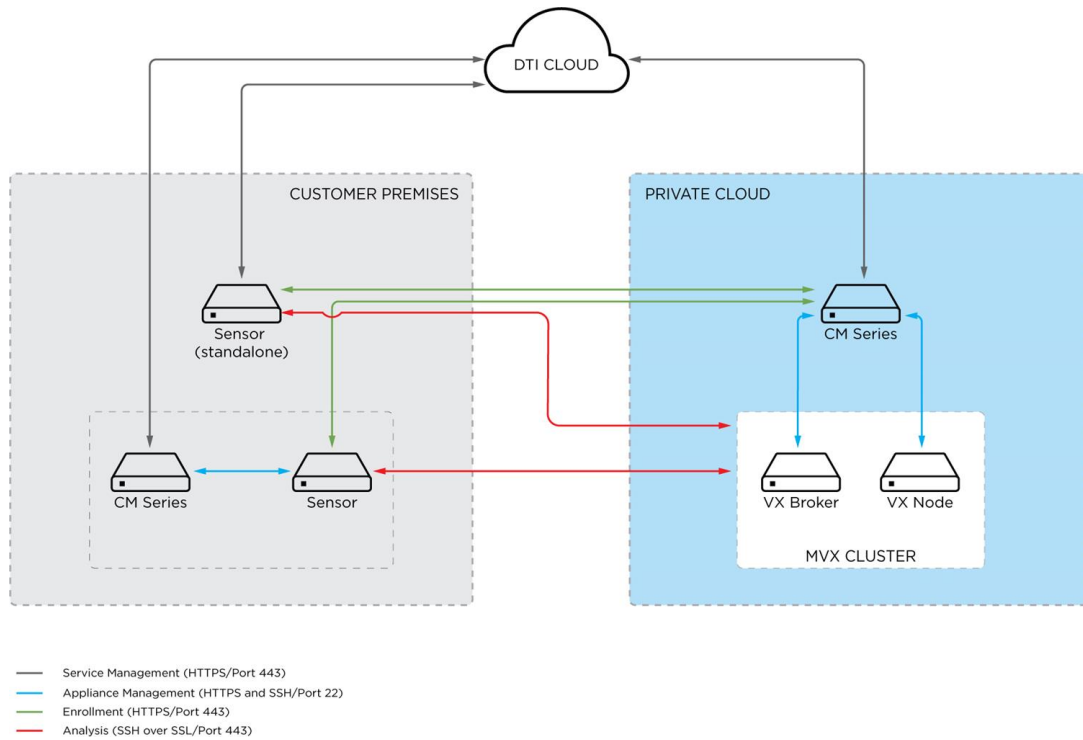 DTI CLOUD
CUSTOMER PREMISES
PRIVATE CLOUD
Sensor
(standalone)
CM Series
CM Series
Sensor
VX Broker
VX Node
MVX CLUSTER
Service Management (HTTPS/Port 443)
Appliance Management (HTTPS and SSH/Port 22)
Enrollment (HTTPS/Port 443)
Analysis (SSH over SSL/Port 443)